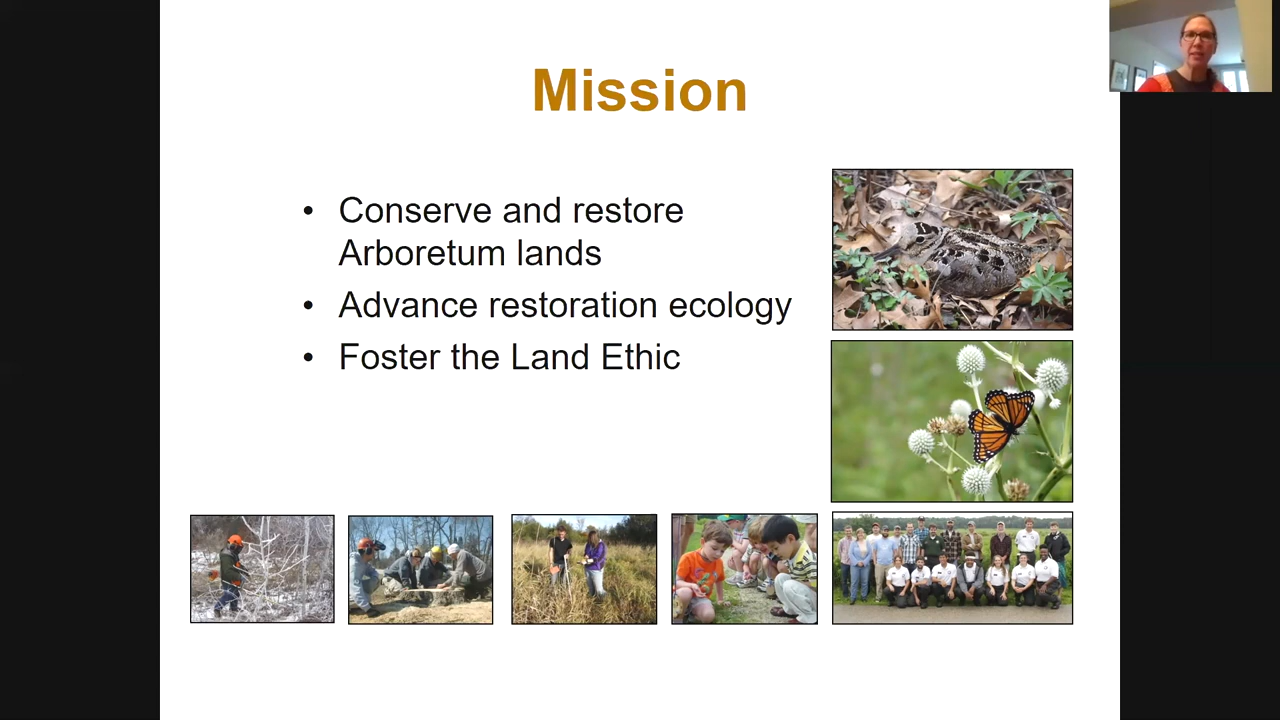 Mission
• Conserve and restore
Arboretum lands
• Advance restoration ecology
• Foster the Land Ethic